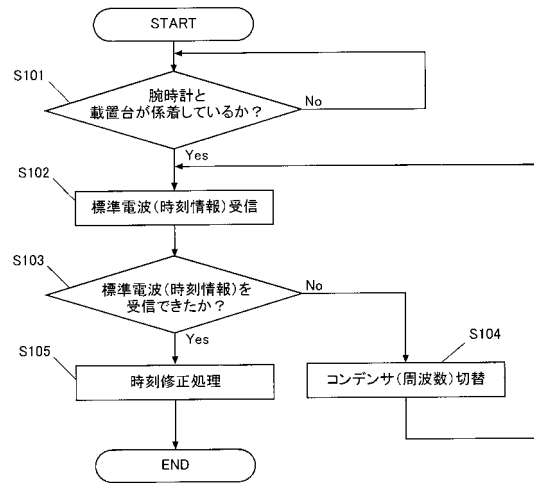 START
S101
腕時計と
載置台が係着しているか？
No
Yes
S102
標準電波(時刻情報)受信
S103
標準電波(時刻情報)を
受信できたか？
No
Yes
S104
コンデンサ(周波数)切替
S105
時刻修正処理
END